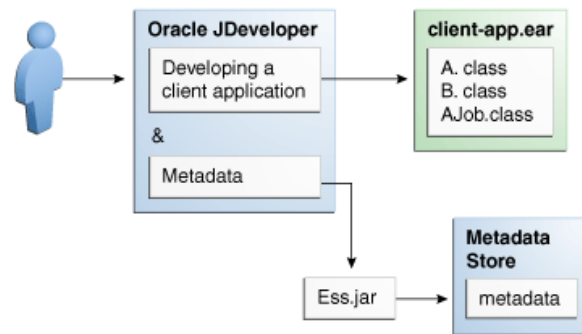 Oracle JDeveloper
Developing a
client application
&
Metadata
client-app.ear
A. class
B. class
AJob.class
Ess.jar
Metadata
Store
metadata